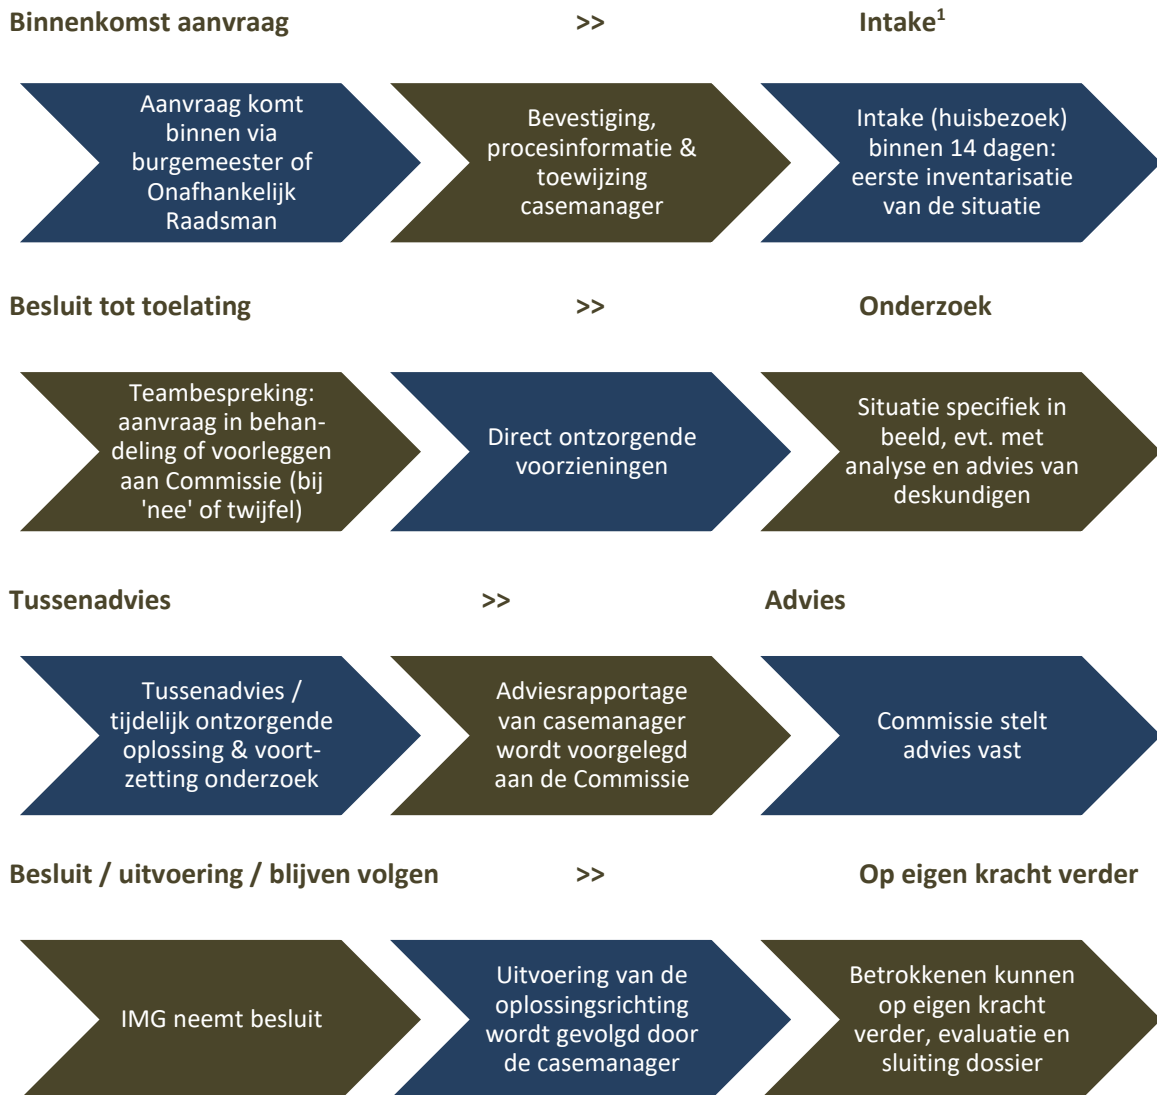 Binnenkomst aanvraag >> Intake¹
Aanvraag komt
binnen via
burgemeester of
Onafhankelijk
Raadsman
Bevestiging,
procesinformatie &
toewijzing
casemanager
Intake (huisbezoek)
binnen 14 dagen:
eerste inventarisatie
van de situatie
Besluit tot toelating >> Onderzoek
Teambespreking:
aanvraag in behan-
deling of voorleggen
aan Commissie (bij
'nee' of twijfel)
Direct ontzorgende
voorzieningen
Situatie specifiek in
beeld, evt. met
analyse en advies van
deskundigen
Tussenadvies >> Advies
Tussenadvies /
tijdelijk ontzorgende
oplossing & voort-
zetting onderzoek
Adviesrapportage
van casemanager
wordt voorgelegd
aan de Commissie
Commissie stelt
advies vast
Besluit / uitvoering / blijven volgen >> Op eigen kracht verder
IMG neemt besluit
Uitvoering van de
oplossingsrichting
wordt gevolgd door
de casemanager
Betrokkenen kunnen
op eigen kracht
verder, evaluatie en
sluiting dossier